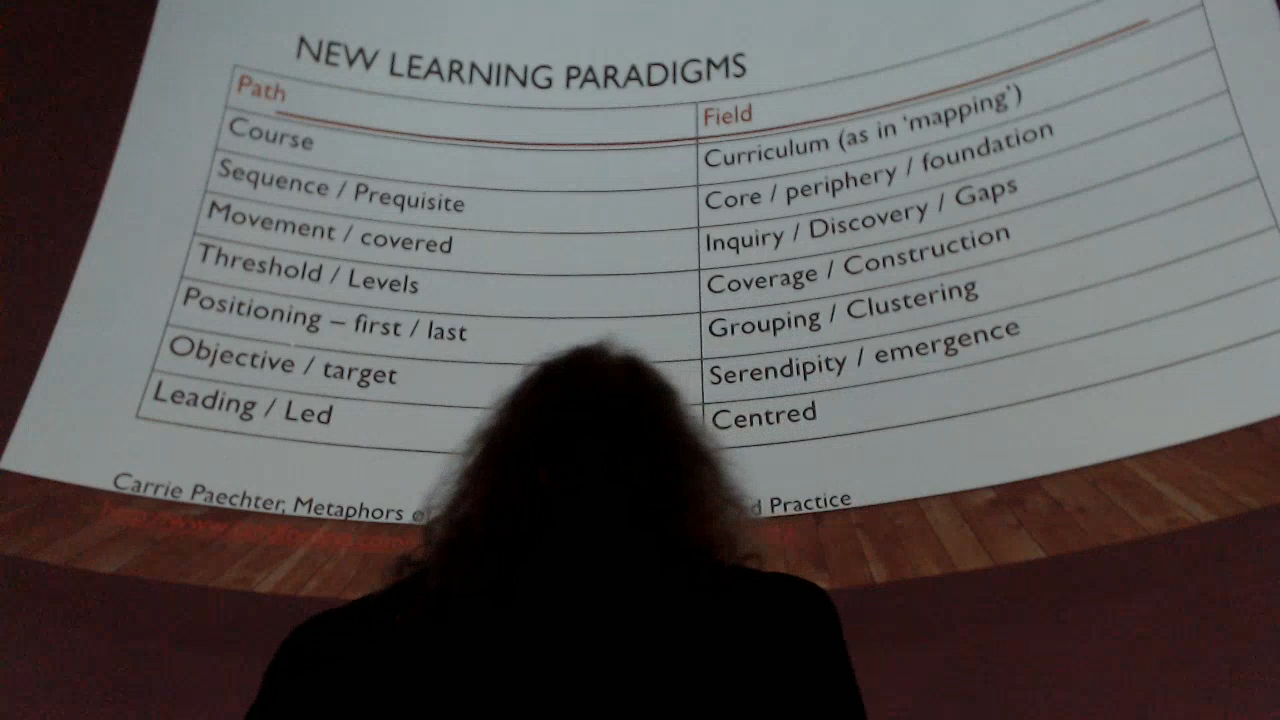 NEW LEARNING PARADIGMS
Path Field
Course Curriculum (as in 'mapping')
Sequence / Prequisite Core / periphery / foundation
Movement / covered Inquiry / Discovery / Gaps
Threshold / Levels Coverage / Construction
Positioning – first / last Grouping / Clustering
Objective / target Serendipity / emergence
Leading / Led Centred
Carrie Paechter, Metaphors Practice